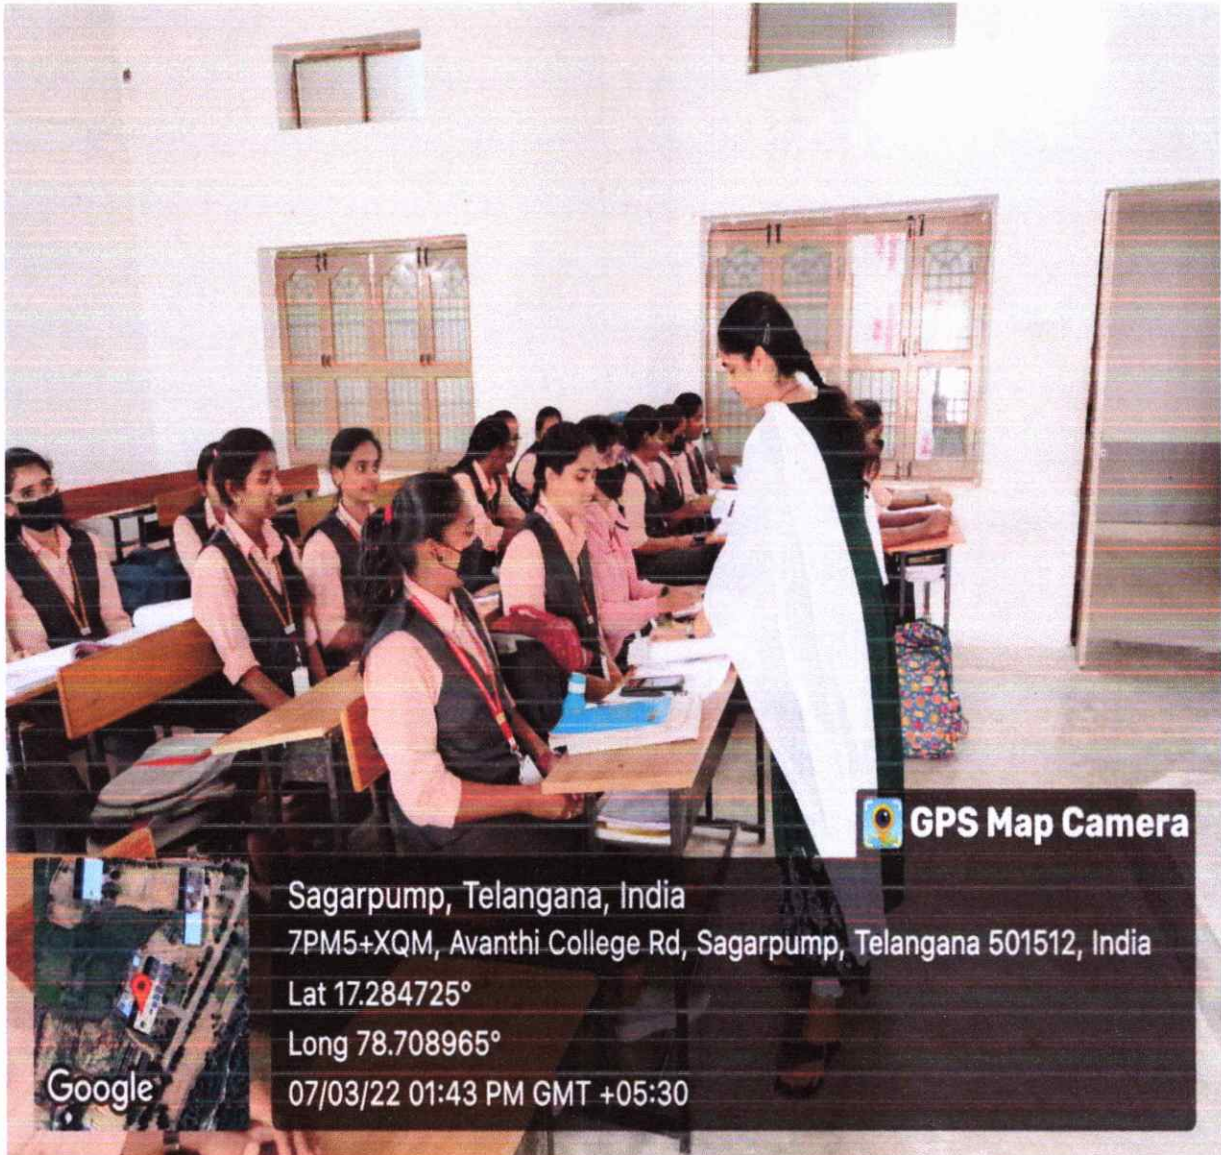 GPS Map Camera
Sagarpump, Telangana, India
7PM5+XQM, Avanthi College Rd, Sagarpump, Telangana 501512, India
Lat 17.284725°
Long 78.708965°
07/03/22 01:43 PM GMT +05:30
Google